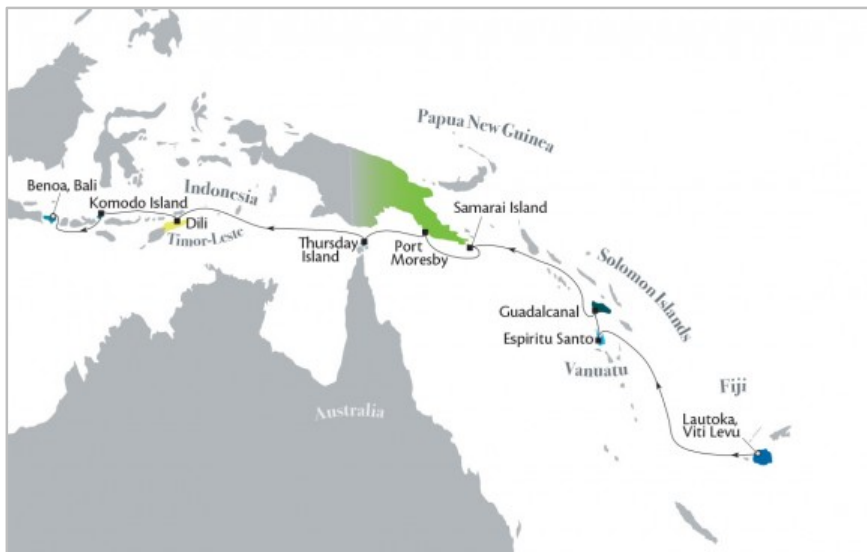 Papua New Guinea
Benoa, Bali
Indonesia
Komodo Island
Samarai Island
Dili
Timor-Leste
Thursday
Island
Port
Moresby
Solomon Islands
Guadalcanal
Espiritu Santo
Vanuatu
Fiji
Australia
Lautoka,
Viti Levu